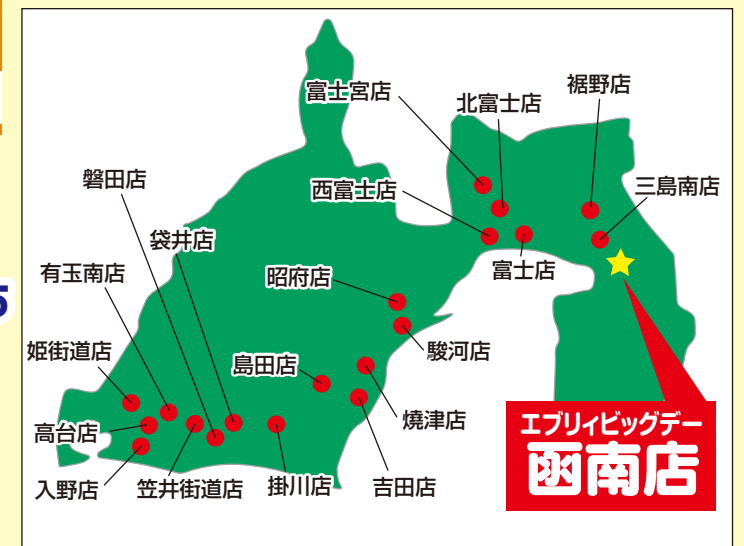 裾野店
富士宮店
北富士店
磐田店
西富士店
三島南店
袋井店
有玉南店
昭府店
富士店
5
姫街道店
島田店
駿河店
高台店
焼津店
エブリィビッグデー
函南店
入野店
笠井街道店
掛川店
吉田店